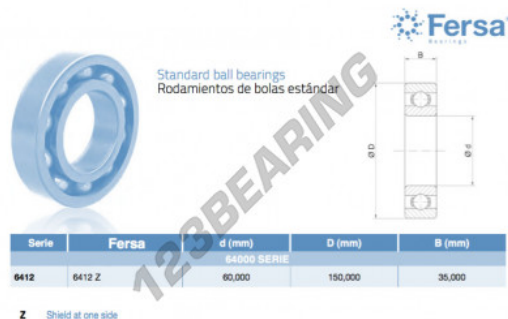 Fersa
Bearings
Standard ball bearings
Rodamientos de bolas estándar
B
Ø D
Ø d
123BEARING
Serie Fersa d (mm) D (mm) B (mm)
64000 SERIE
6412 6412 Z 60,000 150,000 35,000
Z Shield at one side